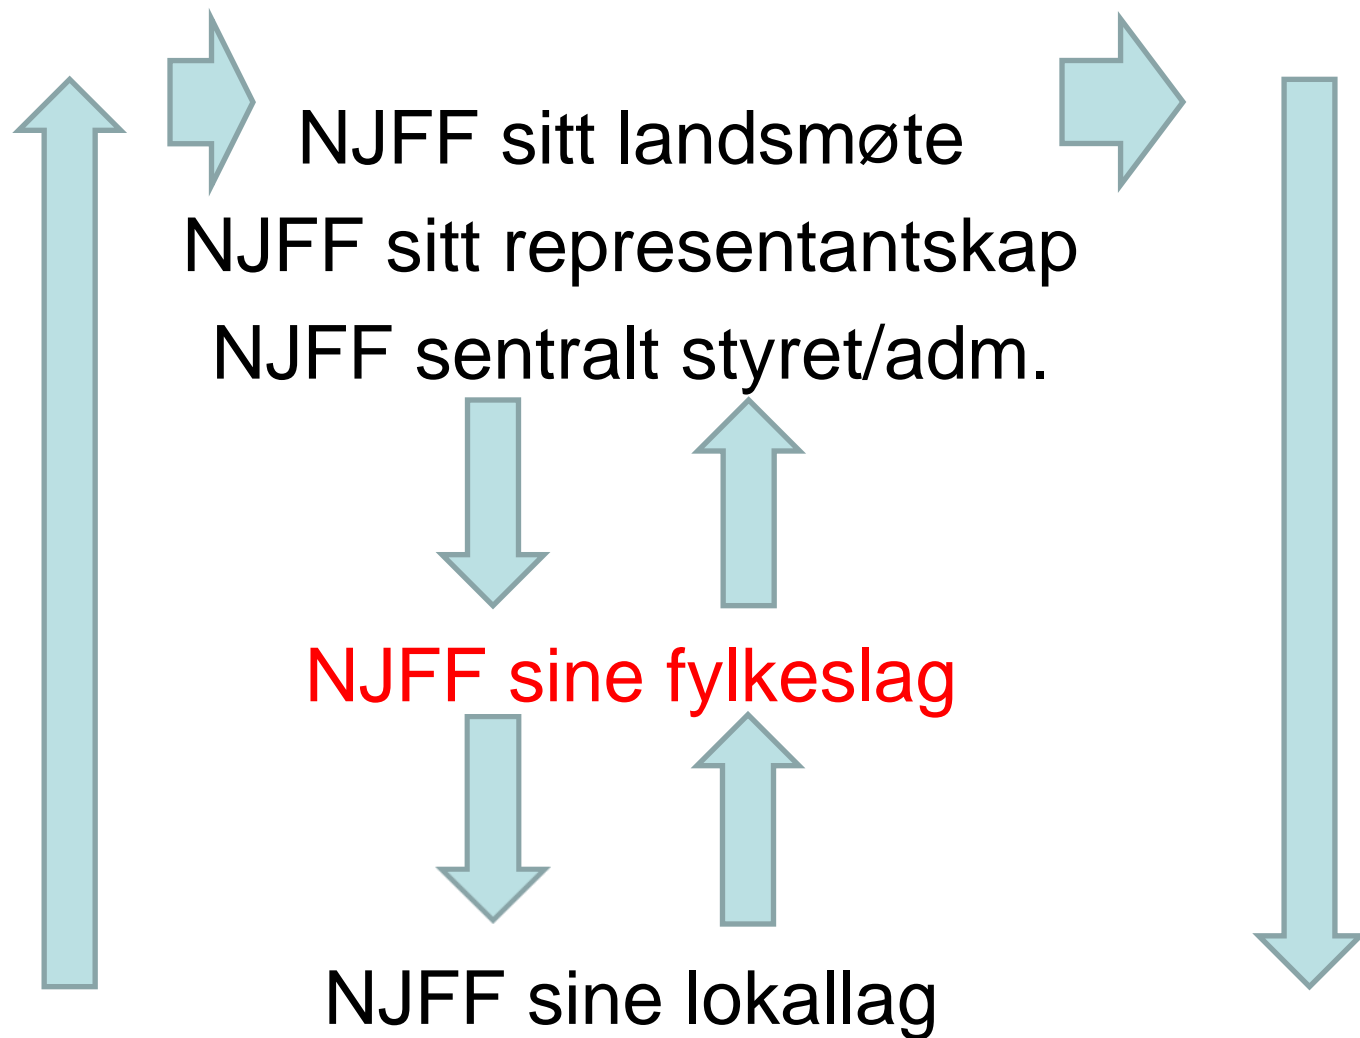 NJFF sitt landsmøte
NJFF sitt representantskap
NJFF sentralt styret/adm.
NJFF sine fylkeslag
NJFF sine lokallag